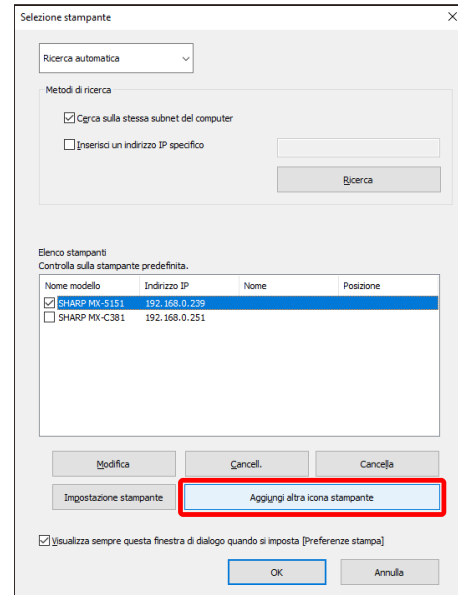 Selezione stampante
Ricerca automatica
Metodi di ricerca
Cerca sulla stessa subnet del computer
Inserisci un indirizzo IP specifico
Ricerca
Elenco stampanti
Controlla sulla stampante predefinita.
Nome modello Indirizzo IP Nome Posizione
SHARP MX-5151 192.168.0.239
SHARP MX-C381 192.168.0.251
Modifica Cancell. Cancella
Impostazione stampante Aggiungi altra icona stampante
Visualizza sempre questa finestra di dialogo quando si imposta [Preferenze stampa]
OK Annulla